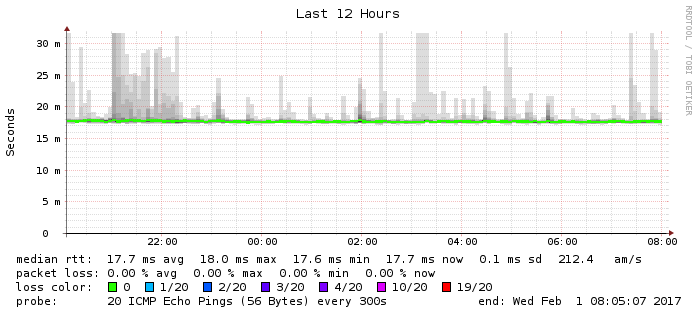 Last 12 Hours
RRDTOOL / TOBI OETIKER
Seconds
30 m
25 m
20 m
15 m
10 m
5 m
0
22:00 00:00 02:00 04:00 06:00 08:00
median rtt: 17.7 ms avg 18.0 ms max 17.6 ms min 17.7 ms now 0.1 ms sd 212.4 am/s
packet loss: 0.00 % avg 0.00 % max 0.00 % min 0.00 % now
loss color: 0 1/20 2/20 3/20 4/20 10/20 19/20
probe: 20 ICMP Echo Pings (56 Bytes) every 300s end: Wed Feb 1 08:05:07 2017